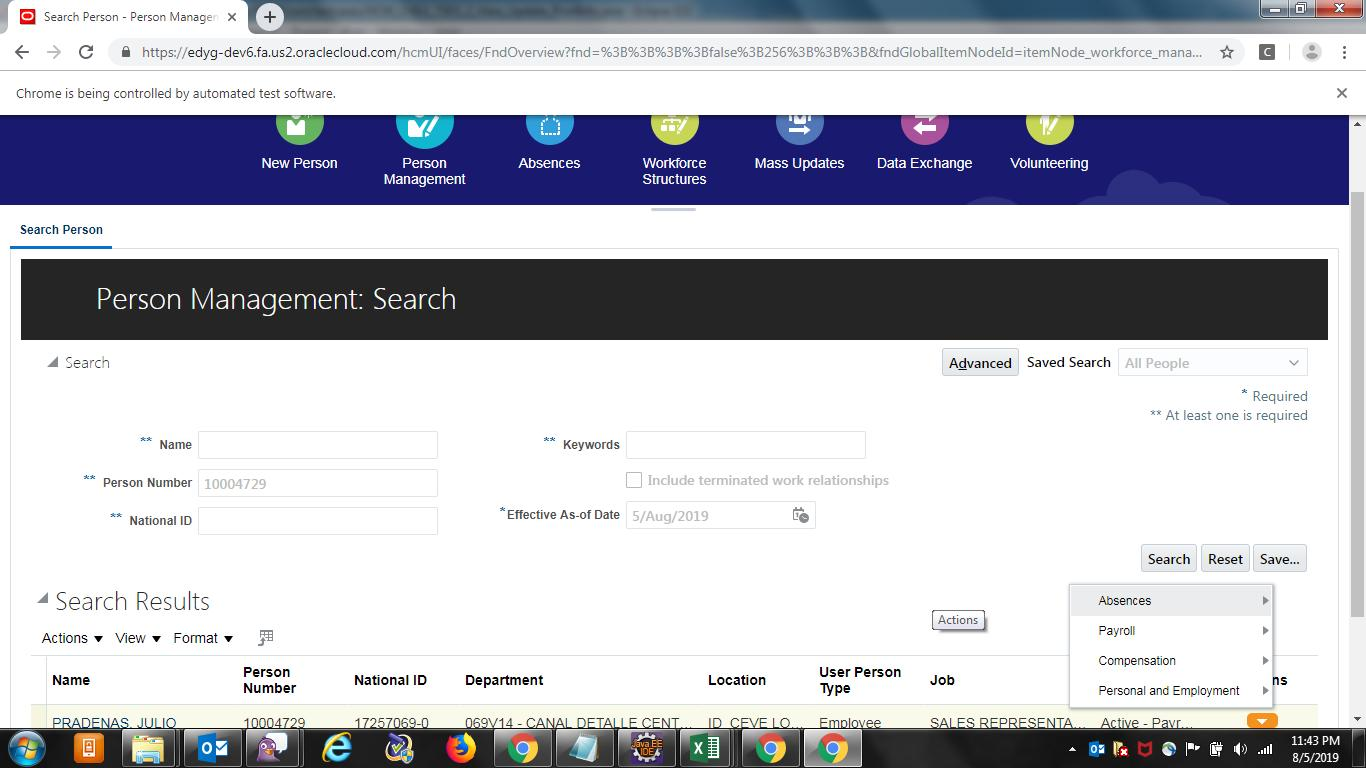 Search Person - Person Managen
https://edyg-dev6.fa.us2.oraclecloud.com/hcmUI/faces/FndOverview?fnd=%3B%3B%3B%3Bfalse%3B256%3B%3B%3B&fndGlobalItemNodeId=itemNode_workforce_mana...
C
Chrome is being controlled by automated test software.
New Person
Person Management
Absences
Workforce Structures
Mass Updates
Data Exchange
Volunteering
Search Person
Person Management: Search
Search
Advanced
Saved Search
All People
* Required
** At least one is required
** Name
** Keywords
** Person Number 10004729
Include terminated work relationships
** National ID
*Effective As-of Date 5/Aug/2019
Search Reset Save...
Search Results
Actions
Absences
Payroll
Compensation
Personal and Employment
Actions View Format
Name Person Number National ID Department Location User Person Type Job ns
PRADENAS, JULIO 10004729 17257069-0 069V14 - CANAL DETALLE CENT... ID_CEVE LO... Employee SALES REPRESENTA... Active - Payr...
Java EE
IDE
11:43 PM
8/5/2019